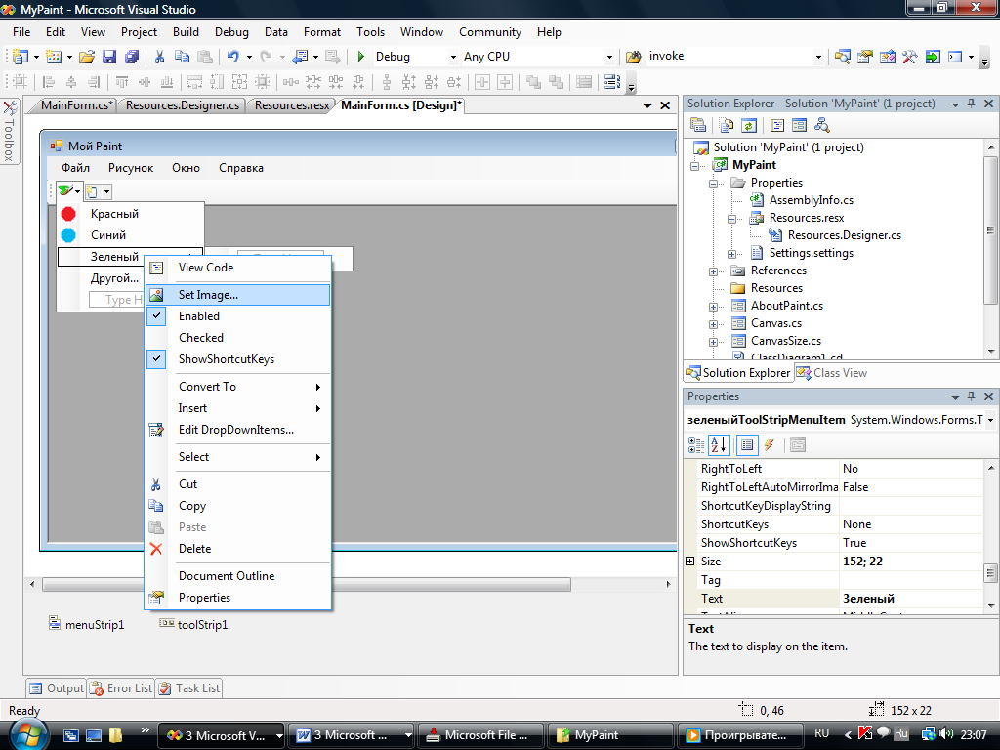 MyPaint - Microsoft Visual Studio
File Edit View Project Build Debug Data Format Tools Window Community Help
Debug Any CPU invoke
MainForm.cs* Resources.Designer.cs Resources.resx MainForm.cs [Design]*
Toolbox
Мой Paint
Файл Рисунок Окно Справка
Красный
Синий
Зеленый
Другой...
Type H
View Code
Set Image...
Enabled
Checked
ShowShortcutKeys
Convert To
Insert
Edit DropDownItems...
Select
Cut
Copy
Paste
Delete
Document Outline
Properties
menuStrip1 toolStrip1
Solution Explorer - Solution 'MyPaint' (1 project)
Solution 'MyPaint' (1 project)
MyPaint
Properties
AssemblyInfo.cs
Resources.resx
Resources.Designer.cs
Settings.settings
References
Resources
AboutPaint.cs
Canvas.cs
CanvasSize.cs
ClassDiagram1.cd
Solution Explorer Class View
Properties
зеленыйToolStripMenuItem System.Windows.Forms.T
RightToLeft No
RightToLeftAutoMirrorIma False
ShortcutKeyDisplayString
ShortcutKeys None
ShowShortcutKeys True
Size 152; 22
Tag
Text Зеленый
Text
The text to display on the item.
Output Error List Task List
Ready 0, 46 152 x 22
3 Microsoft V... 3 Microsoft ... Microsoft File ... MyPaint Проигрывате... RU Ru 23:07